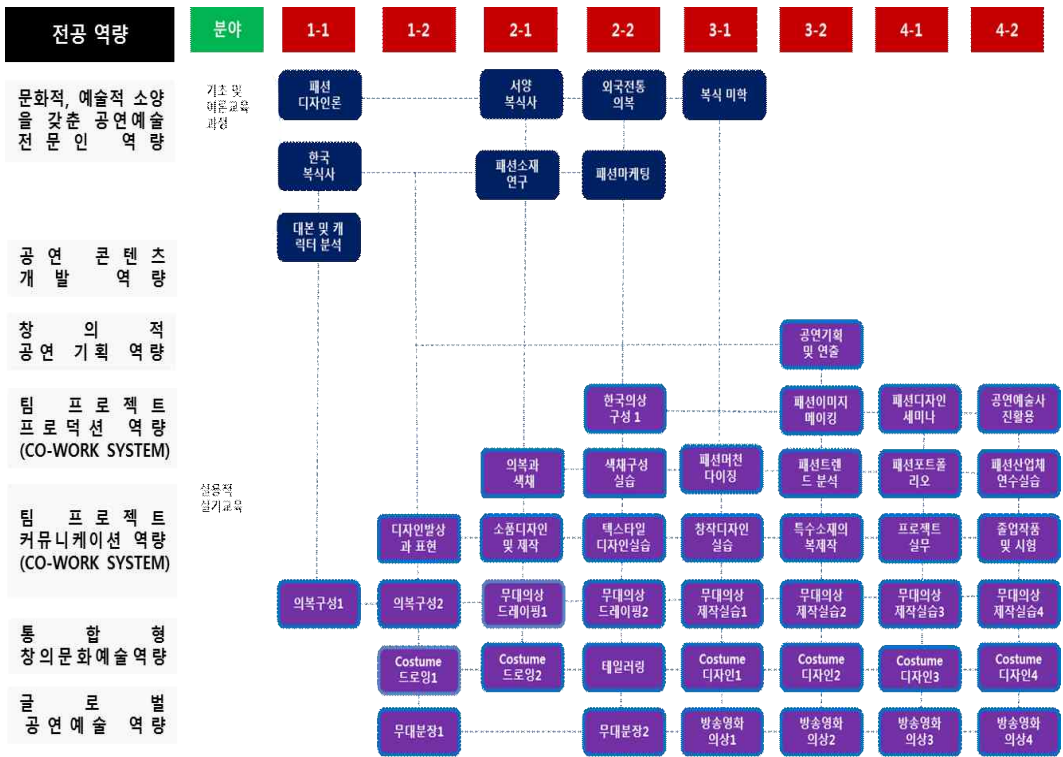 전공 역량
분야
1-1
1-2
2-1
2-2
3-1
3-2
4-1
4-2
문화적, 예술적 소양
을 갖춘 공연예술
전 문 인 역 량
기초 및
이론교육
과정
패션
디자인론
서양
복식사
외국전통
의복
복식 미학
한국
복식사
패션소재
연구
패션마케팅
대본 및 캐
릭터 분석
공 연 콘 텐 츠
개 발 역 량
창 의 적
공연 기획 역량
공연기획
및 연출
팀 프 로 젝 트
프 로 덕 션 역 량
(CO-WORK SYSTEM)
한국의상
구성 1
패션이미지
메이킹
패션디자인
세미나
공연예술사
진활용
의복과
색채
색채구성
실습
패션머천
다이징
패션트렌
드 분석
패션포트폴
리오
패션산업체
연수실습
실용적
실기교육
팀 프 로 젝 트
커뮤니케이션 역량
(CO-WORK SYSTEM)
디자인발상
과 표현
소품디자인
및 제작
텍스타일
디자인실습
창작디자인
실습
특수소재의
복제작
프로젝트
실무
졸업작품
및 시험
의복구성1
의복구성2
무대의상
드레이핑1
무대의상
드레이핑2
무대의상
제작실습1
무대의상
제작실습2
무대의상
제작실습3
무대의상
제작실습4
통 합 형
창의문화예술역량
Costume
드로잉1
Costume
드로잉2
테일러링
Costume
디자인1
Costume
디자인2
Costume
디자인3
Costume
디자인4
글 로 벌
공연예술 역량
무대분장1
무대분장2
방송영화
의상1
방송영화
의상2
방송영화
의상3
방송영화
의상4